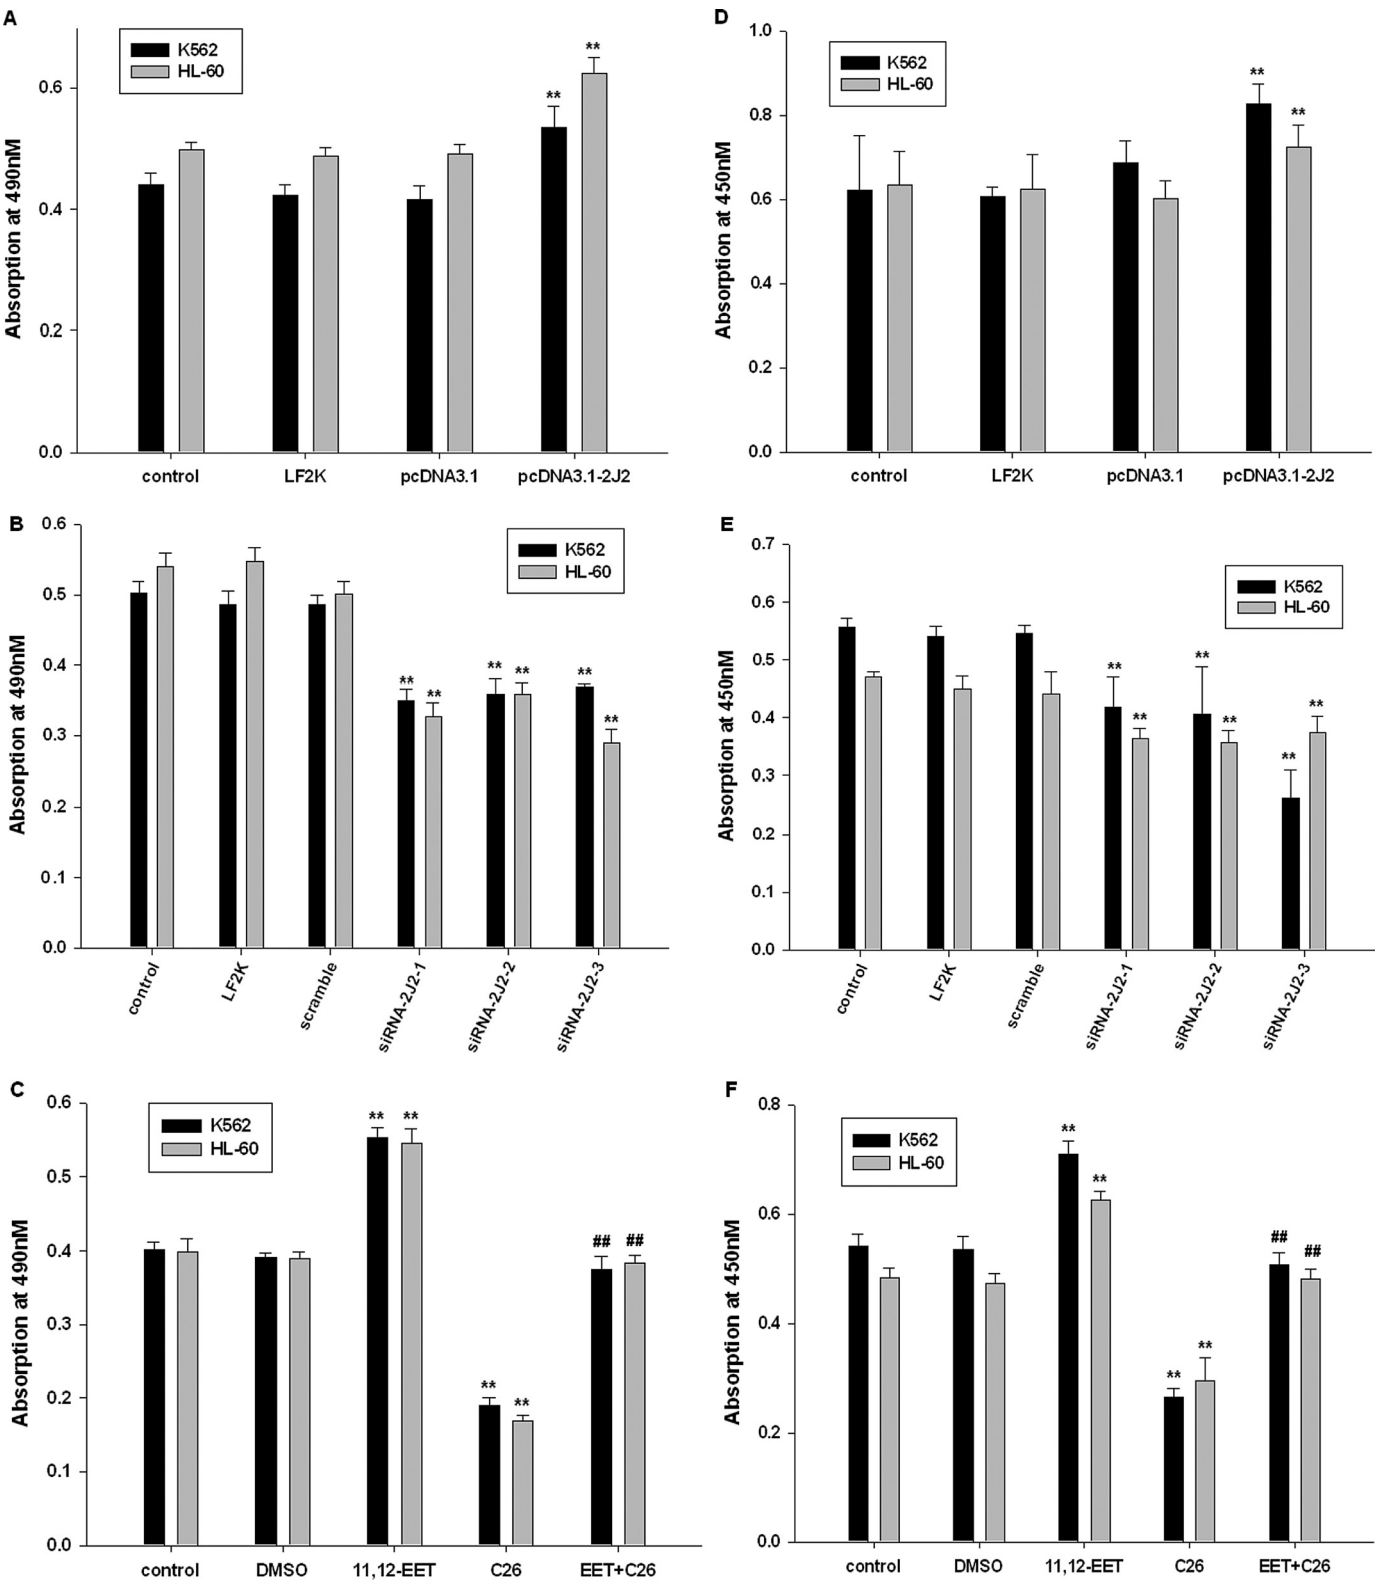 A
K562
HL-60
**
**
0.6
0.4
0.2
0.0
Absorption at 490nM
control LF2K pcDNA3.1 pcDNA3.1-2J2
D
K562
HL-60
**
**
1.0
0.8
0.6
0.4
0.2
0.0
Absorption at 450nM
control LF2K pcDNA3.1 pcDNA3.1-2J2
B
K562
HL-60
** ** ** ** ** **
0.6
0.5
0.4
0.3
0.2
0.1
0.0
Absorption at 490nM
control LF2K scramble siRNA-2J2-1 siRNA-2J2-2 siRNA-2J2-3
E
K562
HL-60
** ** ** ** ** **
0.7
0.6
0.5
0.4
0.3
0.2
0.1
0.0
Absorption at 450nM
control LF2K scramble siRNA-2J2-1 siRNA-2J2-2 siRNA-2J2-3
C
K562
HL-60
** ** ** ** ## ##
0.6
0.5
0.4
0.3
0.2
0.1
0.0
Absorption at 490nM
control DMSO 11,12-EET C26 EET+C26
F
K562
HL-60
** ** ** ** ## ##
0.8
0.6
0.4
0.2
0.0
Absorption at 450nM
control DMSO 11,12-EET C26 EET+C26